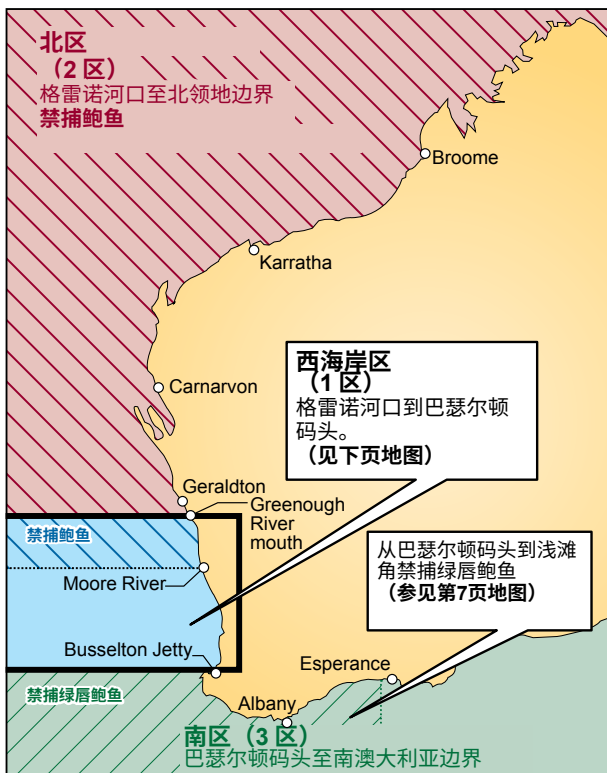 北区
（2 区）
格雷诺河口至北领地边界
禁捕鲍鱼
Broome
Karratha
西海岸区
（1 区）
格雷诺河口到巴瑟尔顿
码头。
（见下页地图）
Carnarvon
Geraldton
Greenough
River
mouth
禁捕鲍鱼
Moore River
从巴瑟尔顿码头到浅滩
角禁捕绿唇鲍鱼
（参见第7页地图）
Busselton Jetty
Esperance
禁捕绿唇鲍鱼
Albany
南区（3 区）
巴瑟尔顿码头至南澳大利亚边界